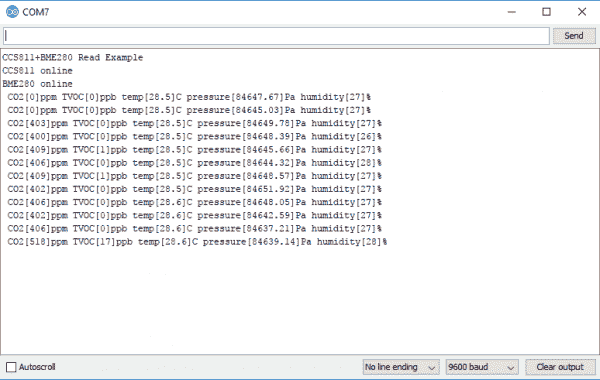 COM7
Send
CCS811+BME280 Read Example
CCS811 online
BME280 online
CO2[0]ppm TVOC[0]ppb temp[28.5]C pressure[84647.67]Pa humidity[27]%
CO2[0]ppm TVOC[0]ppb temp[28.5]C pressure[84645.03]Pa humidity[27]%
CO2[403]ppm TVOC[0]ppb temp[28.5]C pressure[84649.78]Pa humidity[27]%
CO2[400]ppm TVOC[0]ppb temp[28.5]C pressure[84648.39]Pa humidity[26]%
CO2[409]ppm TVOC[1]ppb temp[28.5]C pressure[84645.66]Pa humidity[27]%
CO2[406]ppm TVOC[0]ppb temp[28.5]C pressure[84644.32]Pa humidity[28]%
CO2[409]ppm TVOC[1]ppb temp[28.5]C pressure[84648.57]Pa humidity[27]%
CO2[402]ppm TVOC[0]ppb temp[28.5]C pressure[84651.92]Pa humidity[27]%
CO2[406]ppm TVOC[0]ppb temp[28.6]C pressure[84648.05]Pa humidity[27]%
CO2[402]ppm TVOC[0]ppb temp[28.6]C pressure[84642.59]Pa humidity[27]%
CO2[406]ppm TVOC[0]ppb temp[28.6]C pressure[84637.21]Pa humidity[27]%
CO2[518]ppm TVOC[17]ppb temp[28.6]C pressure[84639.14]Pa humidity[28]%
Autoscroll
No line ending
9600 baud
Clear output